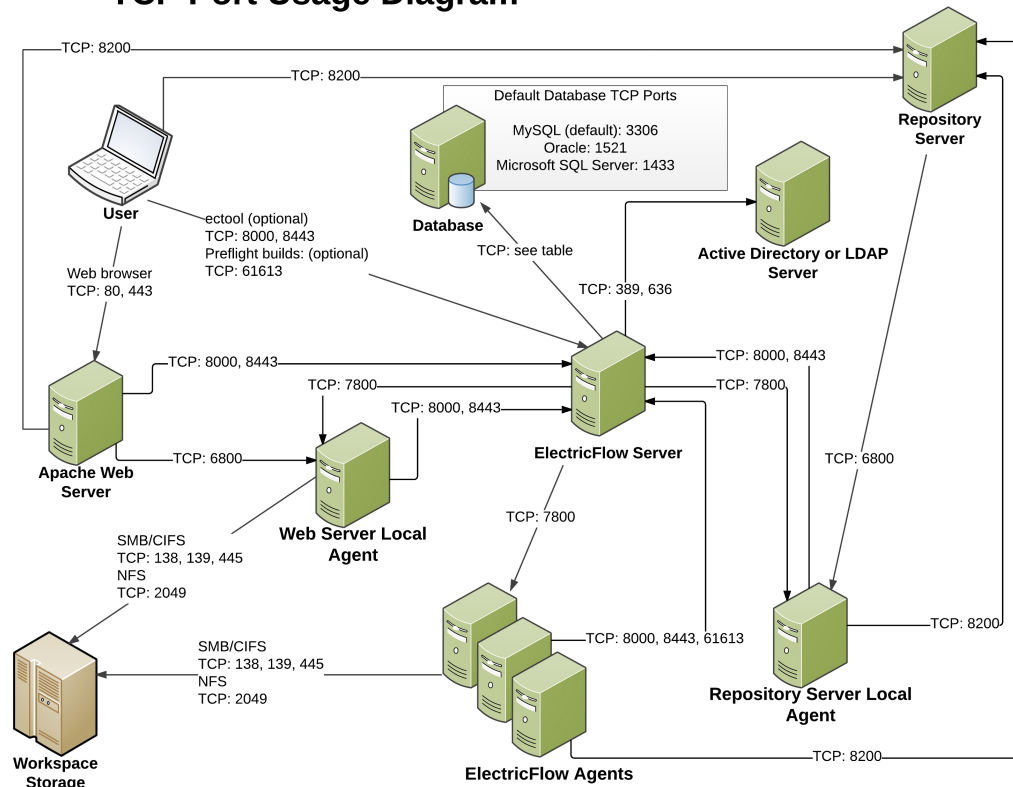 TCP Port Usage Diagram
TCP: 8200
TCP: 8200
Repository
Server
Default Database TCP Ports
MySQL (default): 3306
Oracle: 1521
Microsoft SQL Server: 1433
User
Database
Active Directory or LDAP
Server
ectool (optional)
TCP: 8000, 8443
Preflight builds: (optional)
TCP: 61613
TCP: see table
Web browser
TCP: 80, 443
TCP: 389, 636
TCP: 8000, 8443
TCP: 8000, 8443
TCP: 7800
TCP: 7800
TCP: 8000, 8443
ElectricFlow Server
TCP: 6800
TCP: 6800
Apache Web
Server
Web Server Local
Agent
TCP: 7800
SMB/CIFS
TCP: 138, 139, 445
NFS
TCP: 2049
SMB/CIFS
TCP: 138, 139, 445
NFS
TCP: 2049
TCP: 8000, 8443, 61613
TCP: 8200
Repository Server Local
Agent
TCP: 8200
Workspace
Storage
ElectricFlow Agents